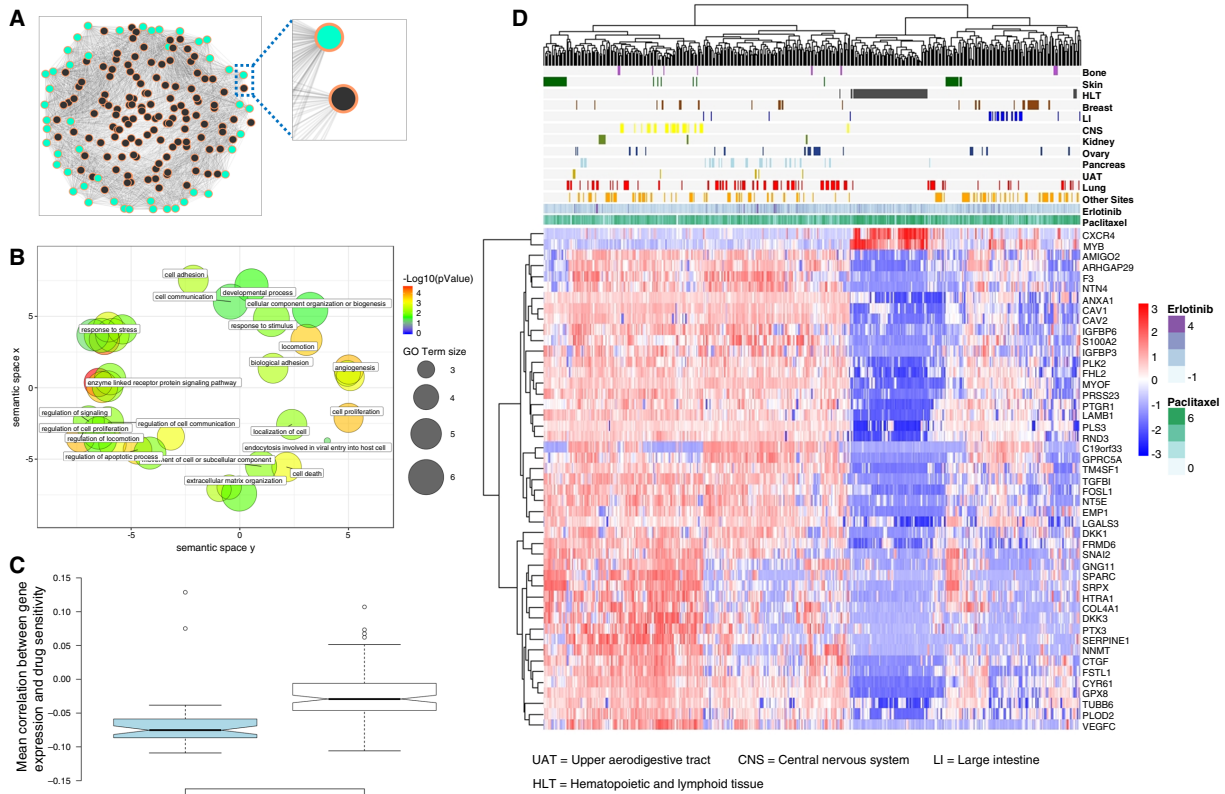 A
B
cell adhesion
developmental process
cell communication
cellular component organization or biogenesis
response to stimulus
response to stress
locomotion
biological adhesion
angiogenesis
enzyme linked receptor protein signaling pathway
regulation of signaling
cell proliferation
regulation of cell communication
regulation of cell proliferation
localization of cell
regulation of locomotion
endocytosis involved in viral entry into host cell
regulation of apoptotic process
movement of cell or subcellular component
cell death
extracellular matrix organization
5
0
-5
semantic space x
-5
0
5
semantic space y
-Log10(pValue)
4
3
2
1
0
GO Term size
3
4
5
6
C
0.15
0.10
0.05
0.00
−0.05
−0.10
−0.15
Mean correlation between gene
expression and drug sensitivity
D
Bone
Skin
HLT
Breast
LI
CNS
Kidney
Ovary
Pancreas
UAT
Lung
Other Sites
Erlotinib
Paclitaxel
CXCR4
MYB
AMIGO2
ARHGAP29
F3
NTN4
ANXA1
CAV1
CAV2
IGFBP6
S100A2
IGFBP3
PLK2
FHL2
MYOF
PRSS23
PTGR1
LAMB1
PLS3
RND3
C19orf33
GPRC5A
TM4SF1
TGFBI
FOSL1
NT5E
EMP1
LGALS3
DKK1
FRMD6
SNAI2
GNG11
SPARC
SRPX
HTRA1
COL4A1
DKK3
PTX3
SERPINE1
NNMT
CTGF
FSTL1
CYR61
GPX8
TUBB6
PLOD2
VEGFC
3
2
1
0
-1
-2
-3
Erlotinib
4
-1
Paclitaxel
6
0
UAT = Upper aerodigestive tract CNS = Central nervous system LI = Large intestine
HLT = Hematopoietic and lymphoid tissue